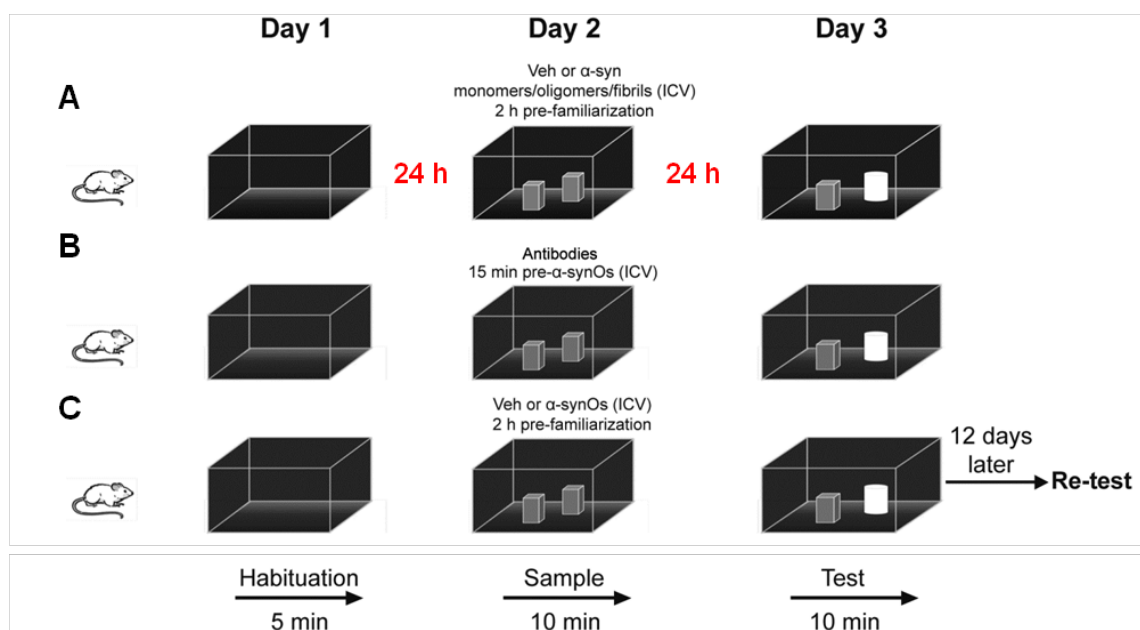 Day 1
Day 2
Day 3
A
Veh or α-syn
monomers/oligomers/fibrils (ICV)
2 h pre-familiarization
24 h
24 h
B
Antibodies
15 min pre-α-synOs (ICV)
C
Veh or α-synOs (ICV)
2 h pre-familiarization
12 days
later
Re-test
Habituation
5 min
Sample
10 min
Test
10 min